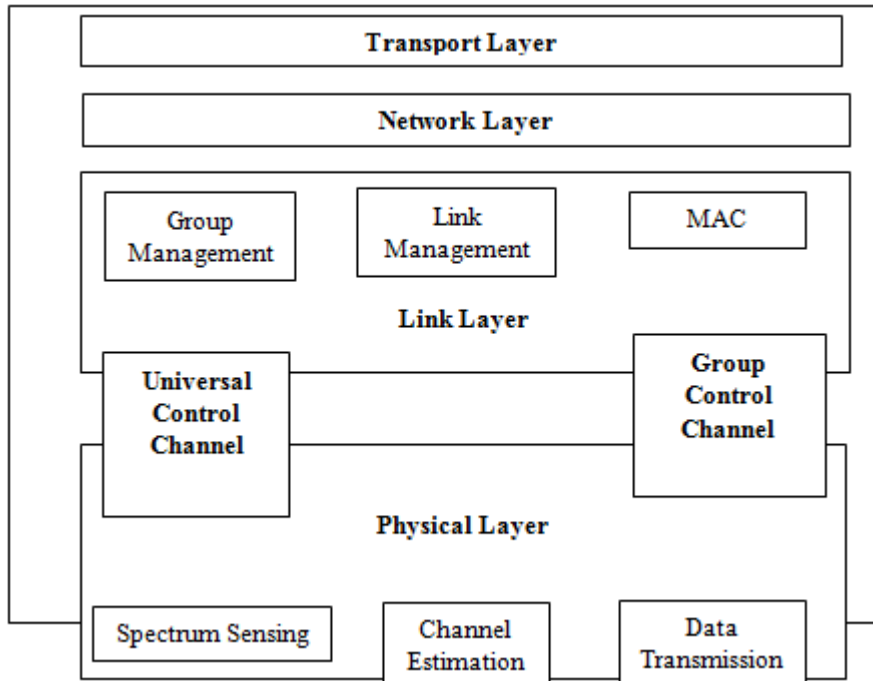 Transport Layer
Network Layer
Group
Management
Link
Management
MAC
Link Layer
Universal
Control
Channel
Group
Control
Channel
Physical Layer
Spectrum Sensing
Channel
Estimation
Data
Transmission